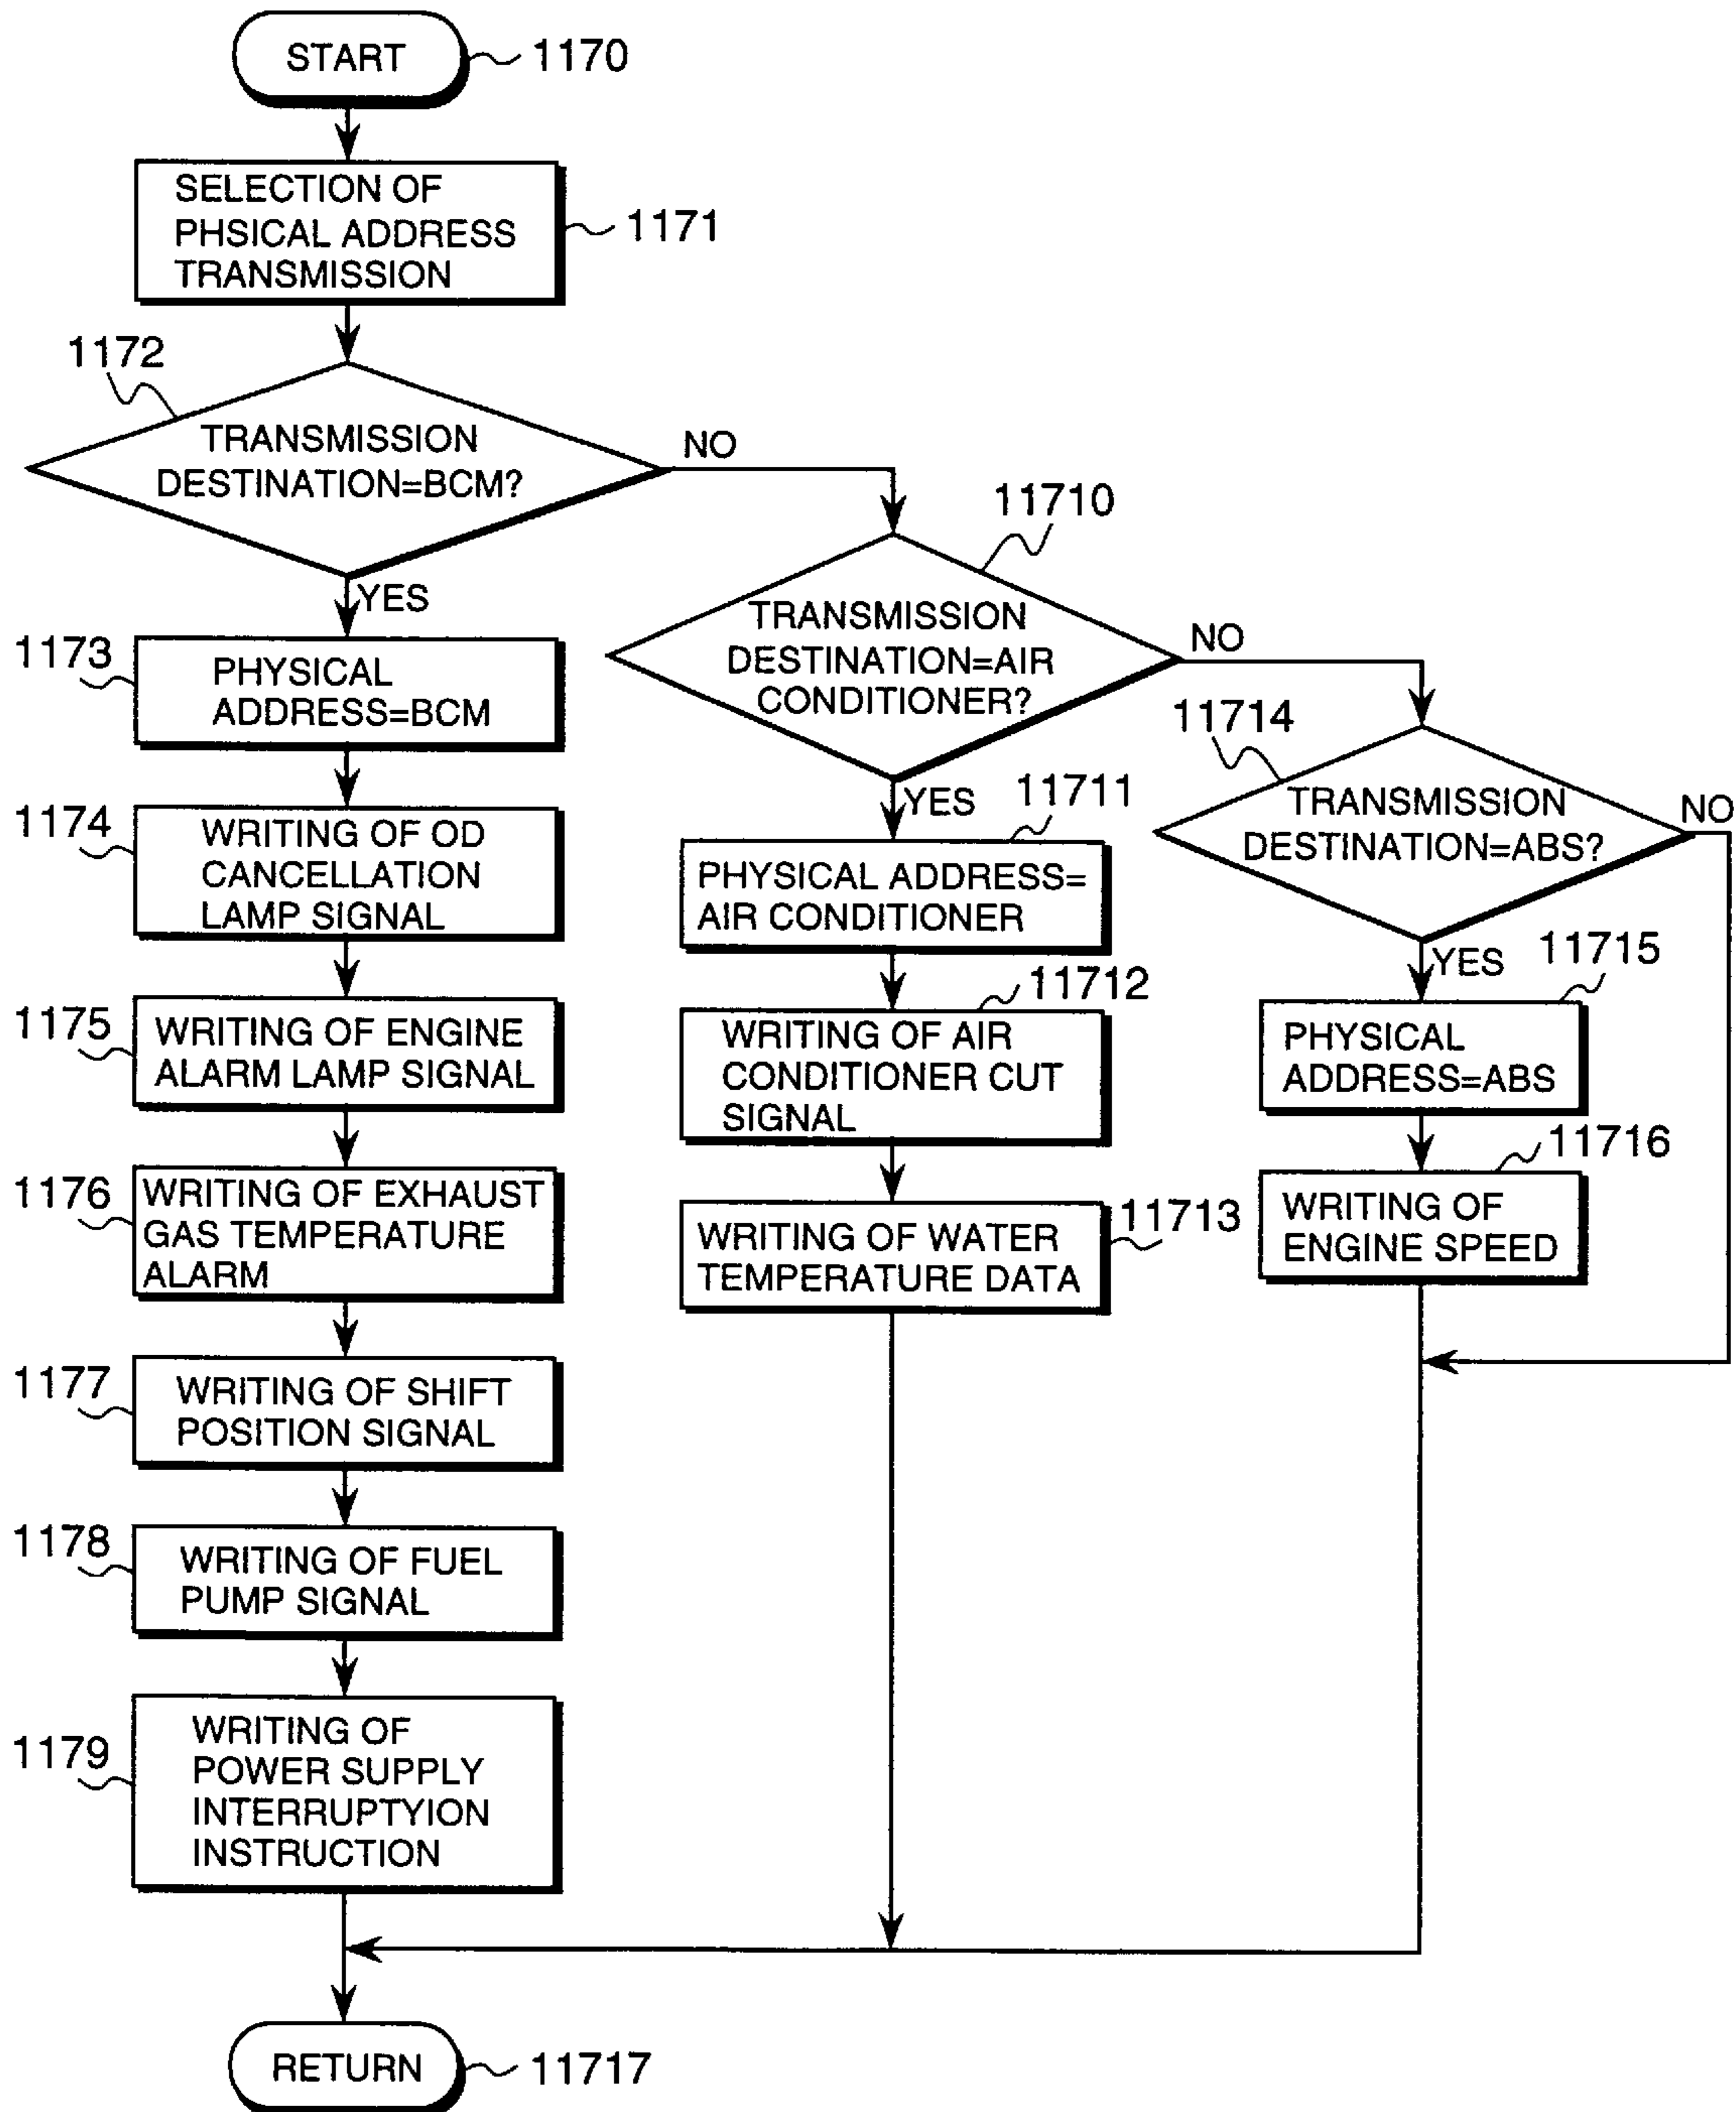 START
1170
SELECTION OF
PHSICAL ADDRESS
TRANSMISSION
1171
1172
TRANSMISSION
DESTINATION=BCM?
NO
YES
1173
PHYSICAL
ADDRESS=BCM
1174
WRITING OF OD
CANCELLATION
LAMP SIGNAL
1175
WRITING OF ENGINE
ALARM LAMP SIGNAL
1176
WRITING OF EXHAUST
GAS TEMPERATURE
ALARM
1177
WRITING OF SHIFT
POSITION SIGNAL
1178
WRITING OF FUEL
PUMP SIGNAL
1179
WRITING OF
POWER SUPPLY
INTERRUPTYION
INSTRUCTION
11710
TRANSMISSION
DESTINATION=AIR
CONDITIONER?
NO
YES
11711
PHYSICAL ADDRESS=
AIR CONDITIONER
11712
WRITING OF AIR
CONDITIONER CUT
SIGNAL
11713
WRITING OF WATER
TEMPERATURE DATA
11714
TRANSMISSION
DESTINATION=ABS?
NO
YES
11715
PHYSICAL
ADDRESS=ABS
11716
WRITING OF
ENGINE SPEED
RETURN
11717